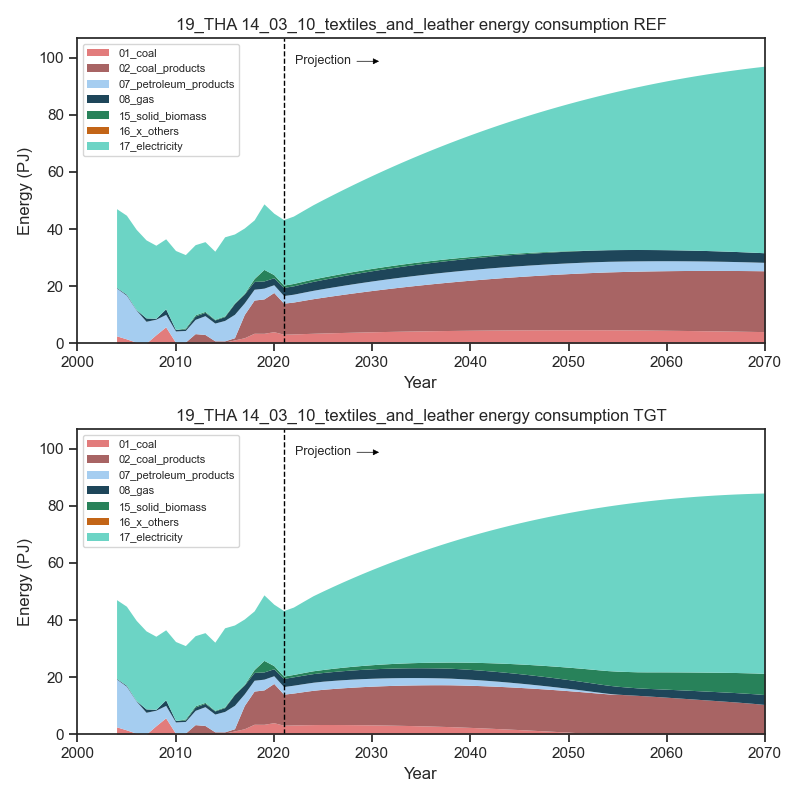 19_THA 14_03_10_textiles_and_leather energy consumption REF
100
80
60
40
20
0
Energy (PJ)
01_coal
02_coal_products
07_petroleum_products
08_gas
15_solid_biomass
16_x_others
17_electricity
Projection
2000 2010 2020 2030 2040 2050 2060 2070
Year
19_THA 14_03_10_textiles_and_leather energy consumption TGT
100
80
60
40
20
0
Energy (PJ)
01_coal
02_coal_products
07_petroleum_products
08_gas
15_solid_biomass
16_x_others
17_electricity
Projection
2000 2010 2020 2030 2040 2050 2060 2070
Year